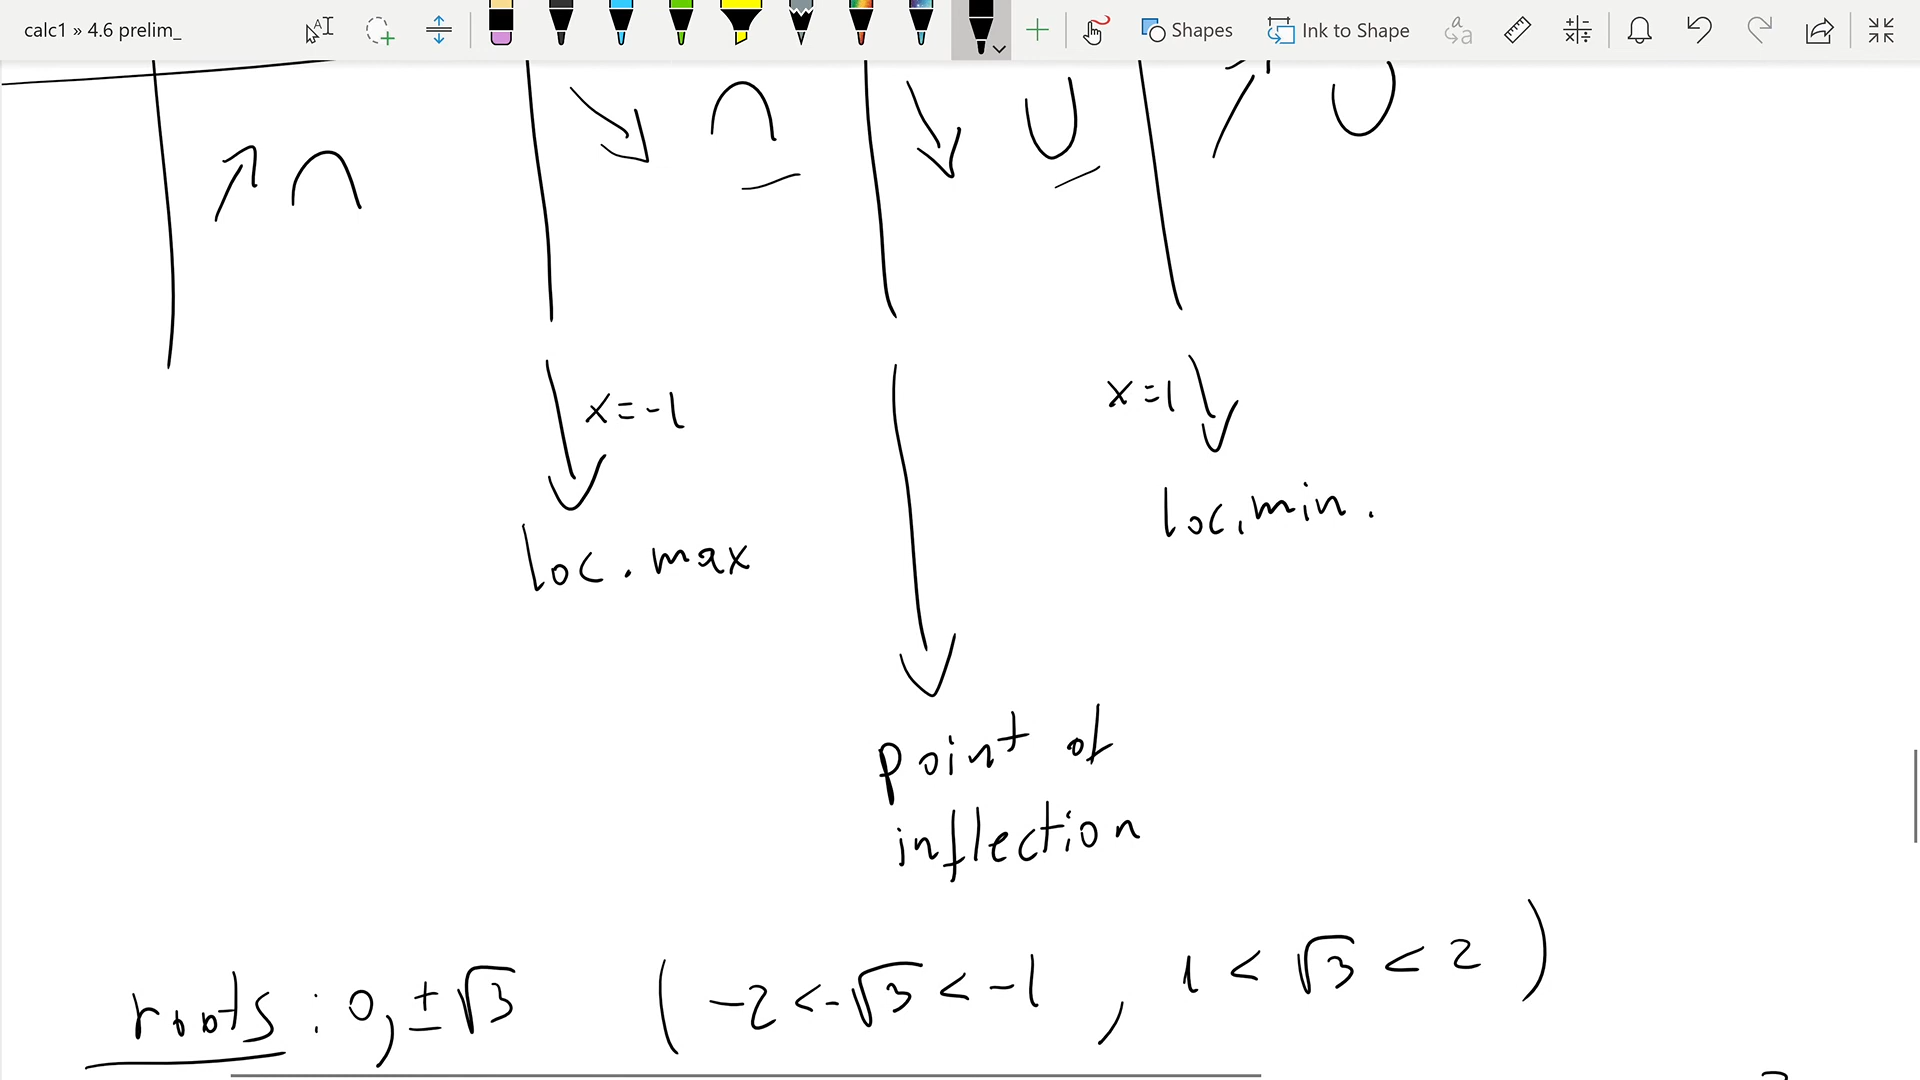 calc1 » 4.6 prelim_
Shapes
Ink to Shape
x=-1
x=1
loc. max
loc. min.
point of
inflection
roots: 0, ±√3 (-2<-√3<-1, 1<√3<2)